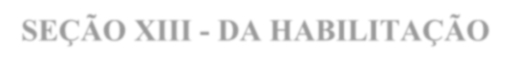 SEÇÃO XIII - DA HABILITAÇÃO